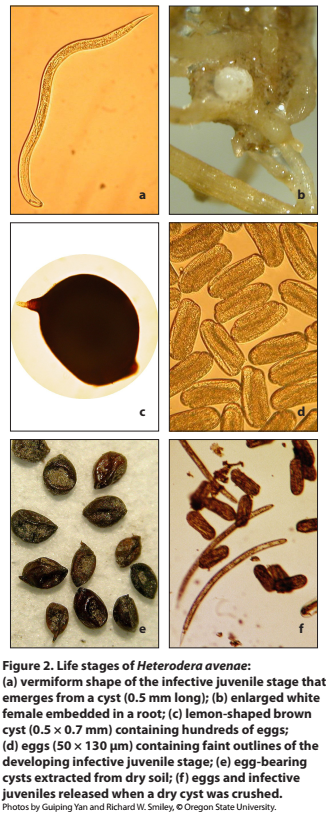 a
b
c
d
e
f
Figure 2. Life stages of Heterodera avenae:
(a) vermiform shape of the infective juvenile stage that
emerges from a cyst (0.5 mm long); (b) enlarged white
female embedded in a root; (c) lemon-shaped brown
cyst (0.5 × 0.7 mm) containing hundreds of eggs;
(d) eggs (50 × 130 µm) containing faint outlines of the
developing infective juvenile stage; (e) egg-bearing
cysts extracted from dry soil; (f) eggs and infective
juveniles released when a dry cyst was crushed.
Photos by Guiping Yan and Richard W. Smiley, © Oregon State University.